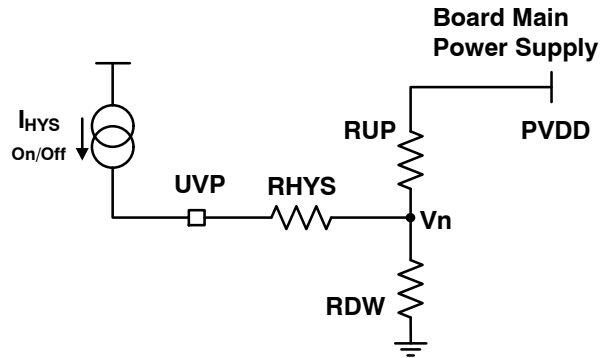 Board Main
Power Supply
IHYS
On/Off
RUP
PVDD
UVP
RHYS
Vn
RDW